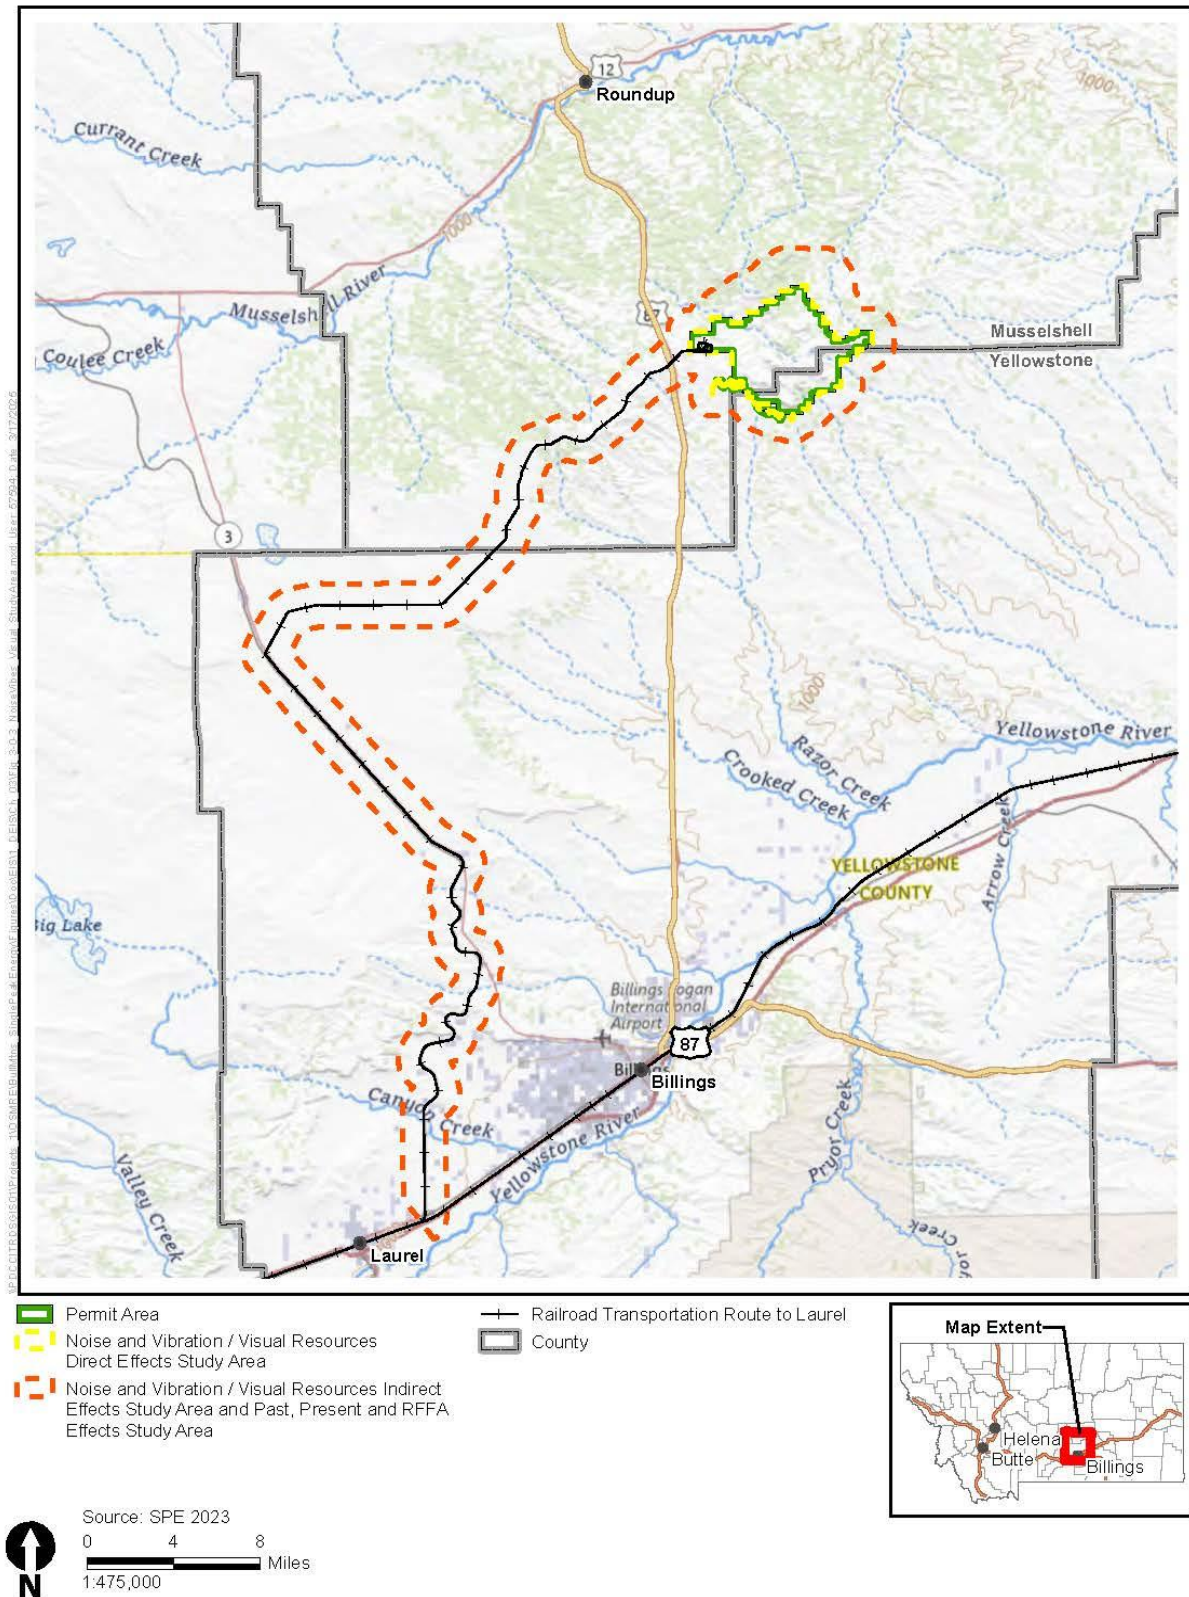 12
Roundup
1000
Currant Creek
1000
Musselshell River
87
Musselshell
Yellowstone
Coulee Creek
3
1000
Yellowstone River
Razor Creek
Crooked Creek
Arrow Creek
YELLOWSTONE
COUNTY
Big Lake
Billings Logan
International
Airport
87
Billings
Billings
Canyon Creek
Yellowstone River
Pryor Creek
Valley Creek
Laurel
Permit Area
Noise and Vibration / Visual Resources
Direct Effects Study Area
Noise and Vibration / Visual Resources Indirect
Effects Study Area and Past, Present and RFFA
Effects Study Area
Railroad Transportation Route to Laurel
County
Map Extent
Helena
Butte
Billings
Source: SPE 2023
0 4 8
Miles
1:475,000
N